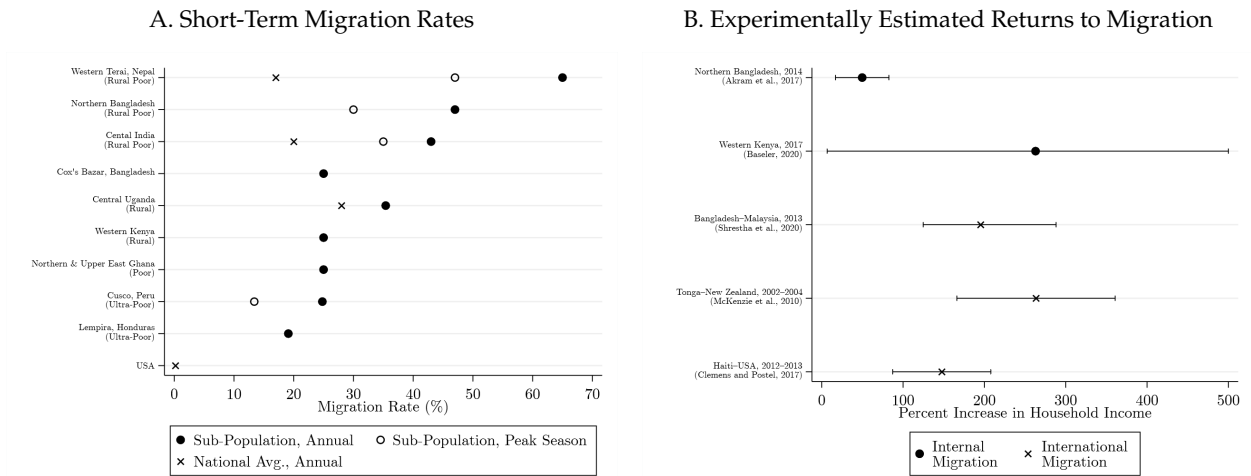 A. Short-Term Migration Rates
Western Terai, Nepal
(Rural Poor)
Northern Bangladesh
(Rural Poor)
Cental India
(Rural Poor)
Cox's Bazar, Bangladesh
Central Uganda
(Rural)
Western Kenya
(Rural)
Northern & Upper East Ghana
(Poor)
Cusco, Peru
(Ultra-Poor)
Lempira, Honduras
(Ultra-Poor)
USA
0 10 20 30 40 50 60 70
Migration Rate (%)
Sub-Population, Annual
Sub-Population, Peak Season
National Avg., Annual
B. Experimentally Estimated Returns to Migration
Northern Bangladesh, 2014
(Akram et al., 2017)
Western Kenya, 2017
(Baseler, 2020)
Bangladesh–Malaysia, 2013
(Shrestha et al., 2020)
Tonga–New Zealand, 2002–2004
(McKenzie et al., 2010)
Haiti–USA, 2012–2013
(Clemens and Postel, 2017)
0 100 200 300 400 500
Percent Increase in Household Income
Internal
Migration
International
Migration